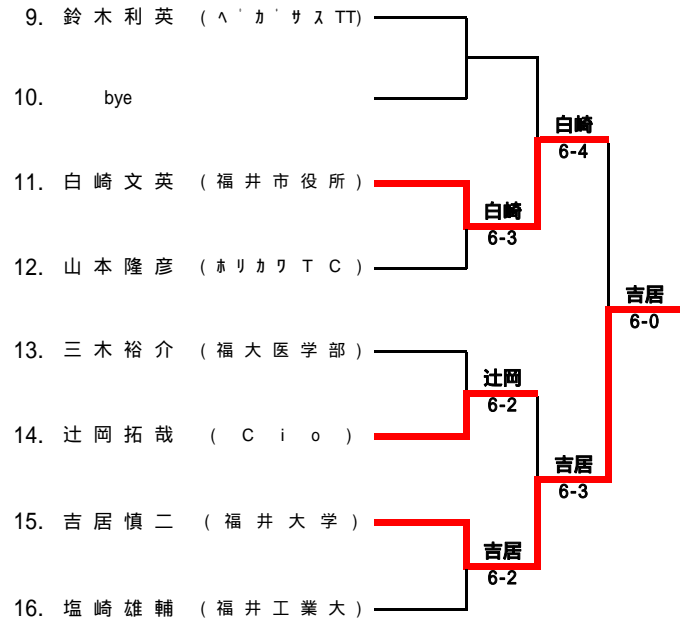 9. 鈴木利英 (ﾍﾞｶﾞｻｽTT)
10. bye
11. 白崎文英 (福井市役所)
12. 山本隆彦 (ﾎﾘｶﾜTC)
13. 三木裕介 (福大医学部)
14. 辻岡拓哉 (Cio)
15. 吉居慎二 (福井大学)
16. 塩崎雄輔 (福井工業大)
白崎
6-3
辻岡
6-2
吉居
6-2
白崎
6-4
吉居
6-3
吉居
6-0